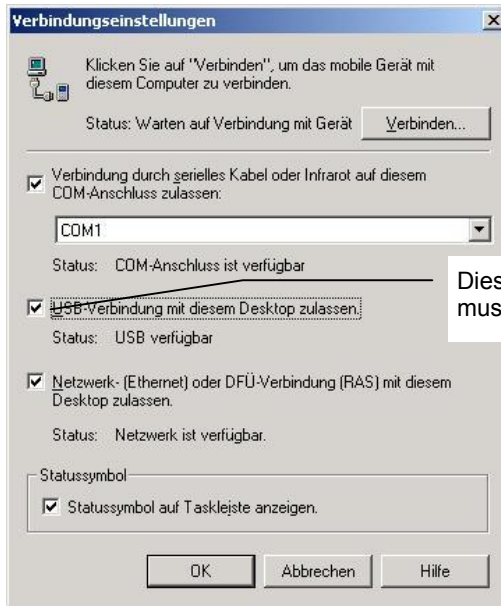 Verbindungseinstellungen
Klicken Sie auf "Verbinden", um das mobile Gerät mit
diesem Computer zu verbinden.
Status: Warten auf Verbindung mit Gerät
Verbinden...
Verbindung durch serielles Kabel oder Infrarot auf diesem
COM-Anschluss zulassen:
COM1
Status: COM-Anschluss ist verfügbar
USB-Verbindung mit diesem Desktop zulassen.
Status: USB verfügbar
Netzwerk- (Ethernet) oder DFÜ-Verbindung (RAS) mit diesem
Desktop zulassen.
Status: Netzwerk ist verfügbar.
Statussymbol
Statussymbol auf Taskleiste anzeigen.
OK Abbrechen Hilfe